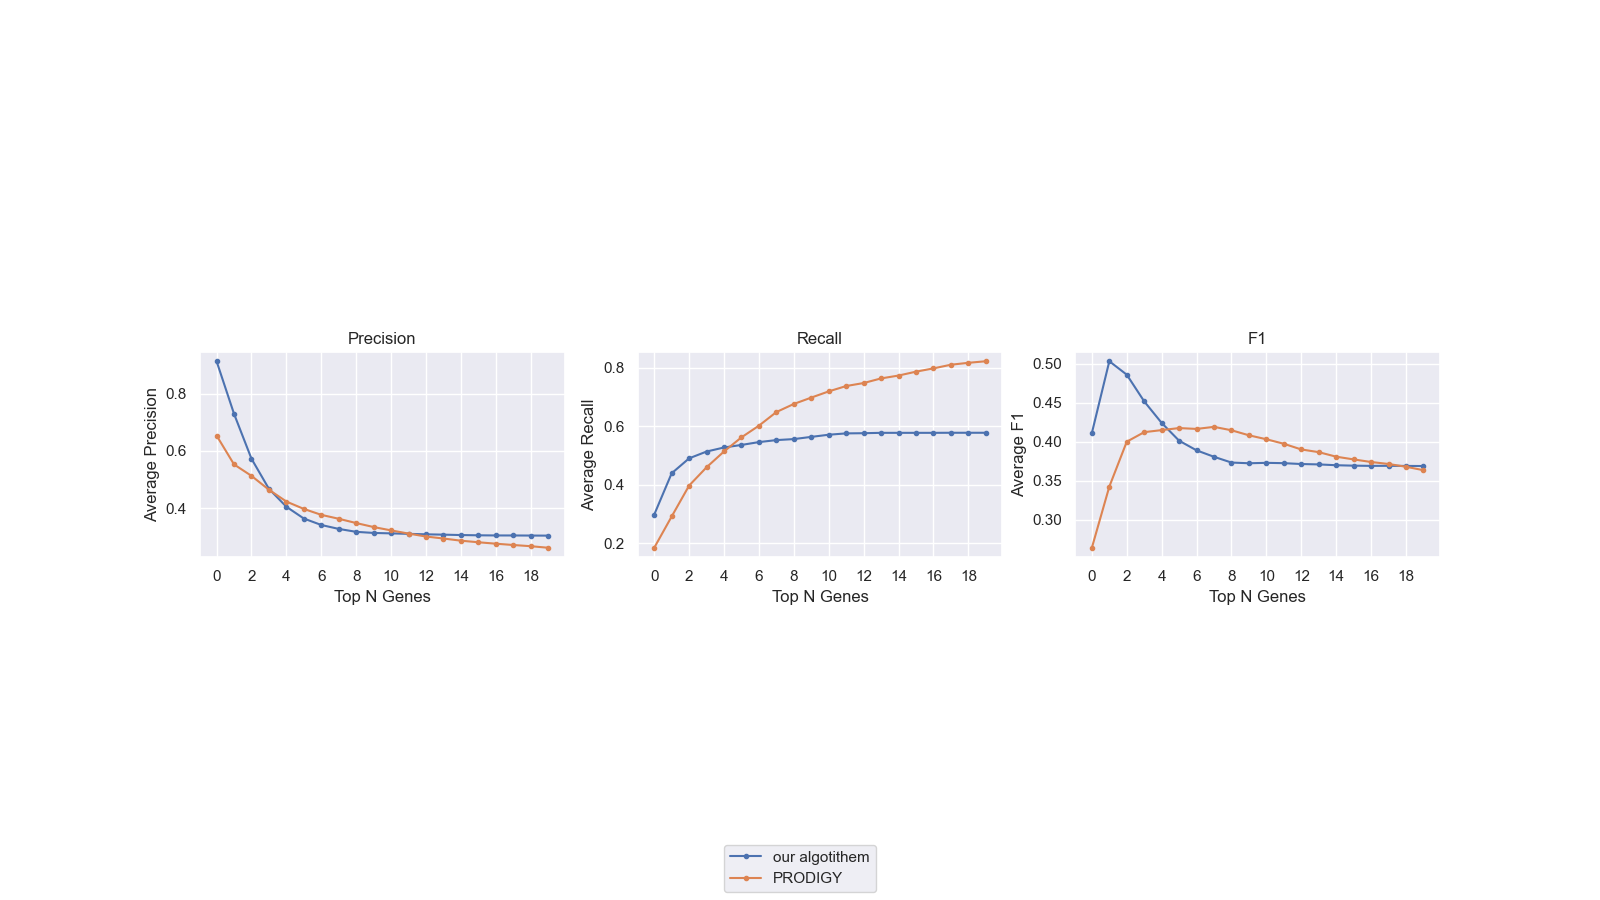 Precision
Recall
F1
Average Precision
0.8
0.6
0.4
0 2 4 6 8 10 12 14 16 18
Top N Genes
Average Recall
0.8
0.6
0.4
0.2
0 2 4 6 8 10 12 14 16 18
Top N Genes
Average F1
0.50
0.45
0.40
0.35
0.30
0 2 4 6 8 10 12 14 16 18
Top N Genes
our algotithem
PRODIGY